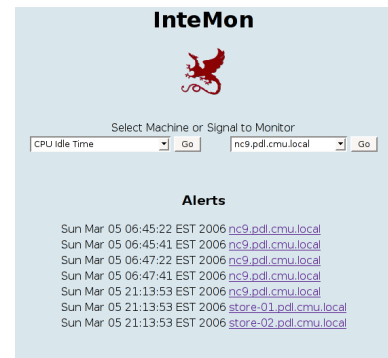 InteMon
Select Machine or Signal to Monitor
CPU Idle Time Go nc9.pdl.cmu.local Go
Alerts
Sun Mar 05 06:45:22 EST 2006 nc9.pdl.cmu.local
Sun Mar 05 06:45:41 EST 2006 nc9.pdl.cmu.local
Sun Mar 05 06:47:22 EST 2006 nc9.pdl.cmu.local
Sun Mar 05 06:47:41 EST 2006 nc9.pdl.cmu.local
Sun Mar 05 21:13:53 EST 2006 nc9.pdl.cmu.local
Sun Mar 05 21:13:53 EST 2006 store-01.pdl.cmu.local
Sun Mar 05 21:13:53 EST 2006 store-02.pdl.cmu.local